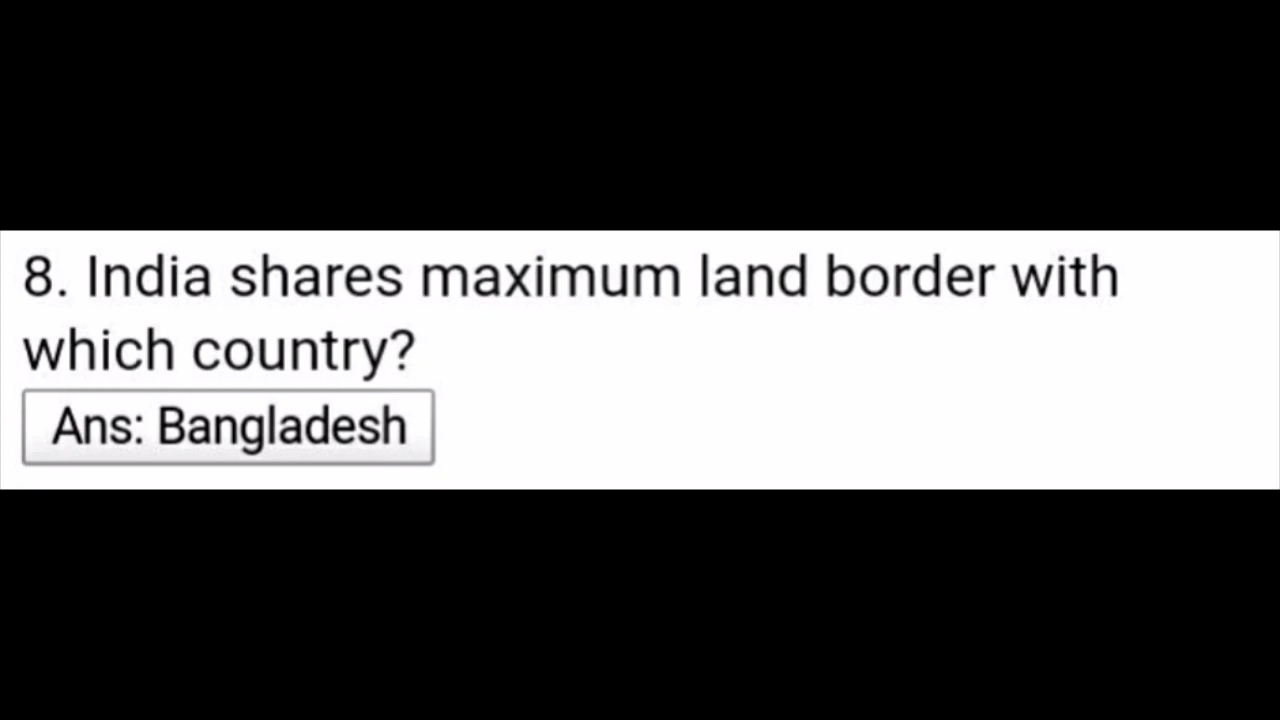 8. India shares maximum land border with
which country?
Ans: Bangladesh